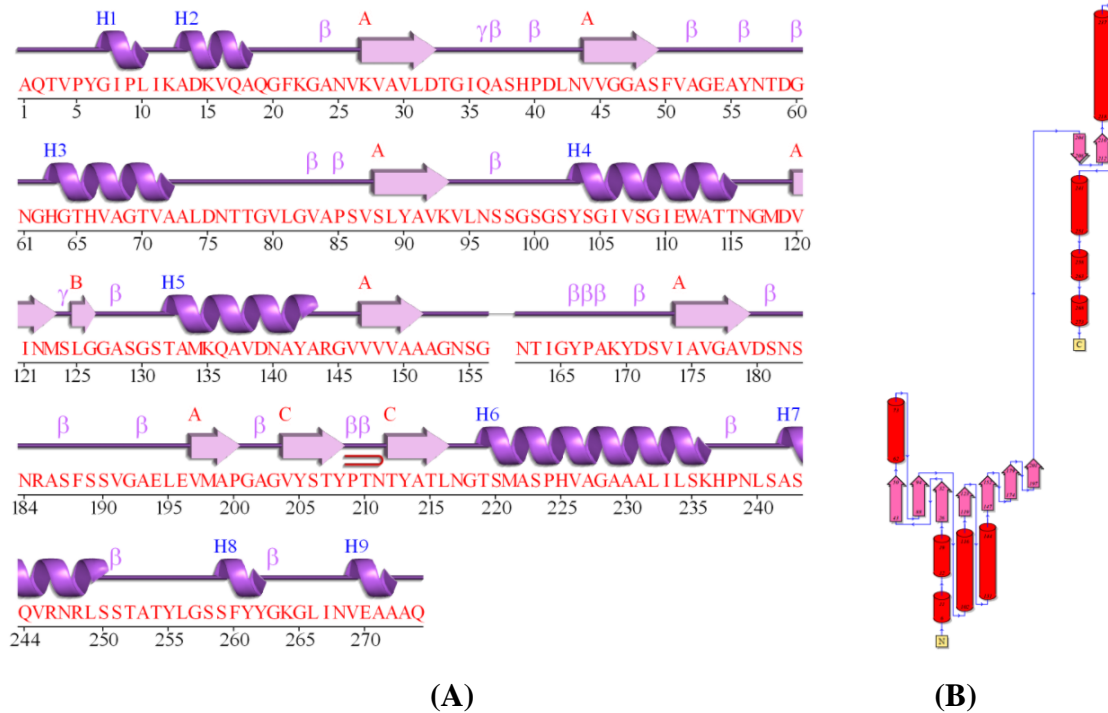 H1 H2 β A γβ β A β β β
AQTVPYGIPLIKADKVQAQGFKGANVKVAVLDTGIQASHPDLNVVGGASFVAGEAYNTDG
1 5 10 15 20 25 30 35 40 45 50 55 60
H3 β β A β H4 A
NGHGTHVAGTVAALDNTTGVLGVAPSVSLYAVKVLNSSGSGSYSGIVSGIEWATTNGMDV
61 65 70 75 80 85 90 95 100 105 110 115 120
γ B β H5 A βββ β A β
INMSLGGASGSTAMKQAVDNAYARGVVVVAAAGNSG NTIGYPAKYDSVIAVGAVDSNS
121 125 130 135 140 145 150 155 165 170 175 180
β β A β C ββ C H6 β H7
NRASFSSVGAELEVMAPGAGVYSTYPTNTYATLNGTSMASPHVAGAAALILSKHPNLSAS
184 190 195 200 205 210 215 220 225 230 235 240
β H8 β H9
QVRNRLSSTATYLGSSFYYGKGLINVEAAAQ
244 250 255 260 265 270
(A)
C
N
(B)